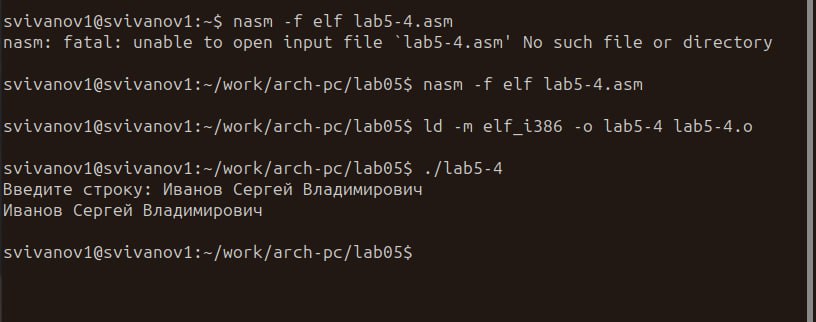 svivanov1@svivanov1:~$ nasm -f elf lab5-4.asm
nasm: fatal: unable to open input file `lab5-4.asm' No such file or directory
svivanov1@svivanov1:~/work/arch-pc/lab05$ nasm -f elf lab5-4.asm
svivanov1@svivanov1:~/work/arch-pc/lab05$ ld -m elf_i386 -o lab5-4 lab5-4.o
svivanov1@svivanov1:~/work/arch-pc/lab05$ ./lab5-4
Введите строку: Иванов Сергей Владимирович
Иванов Сергей Владимирович
svivanov1@svivanov1:~/work/arch-pc/lab05$